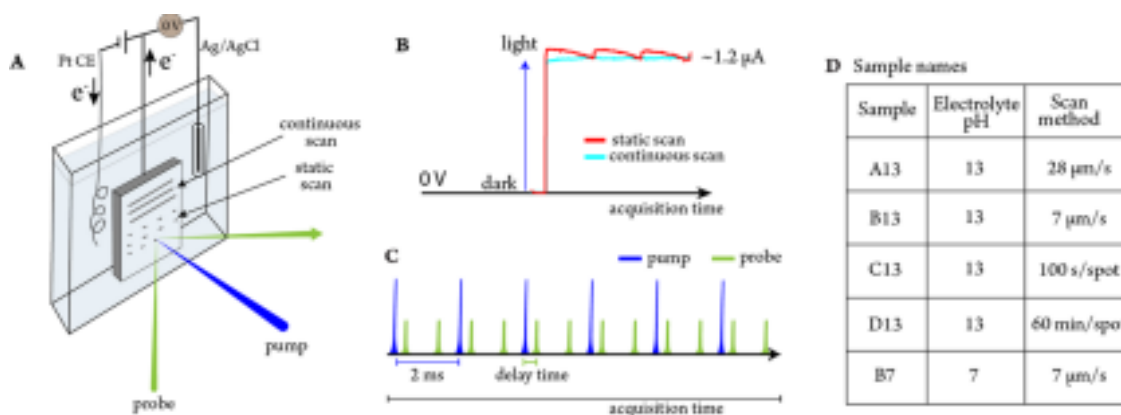 A
0 V
Pt CE
Ag/AgCl
e-
e-
continuous
scan
static
scan
pump
probe
B
light
~1.2 μA
static scan
continuous scan
0 V
dark
acquisition time
C
pump
probe
2 ms
delay time
acquisition time
D Sample names
Sample Electrolyte pH Scan method
A13 13 28 μm/s
B13 13 7 μm/s
C13 13 100 s/spot
D13 13 60 min/spot
B7 7 7 μm/s